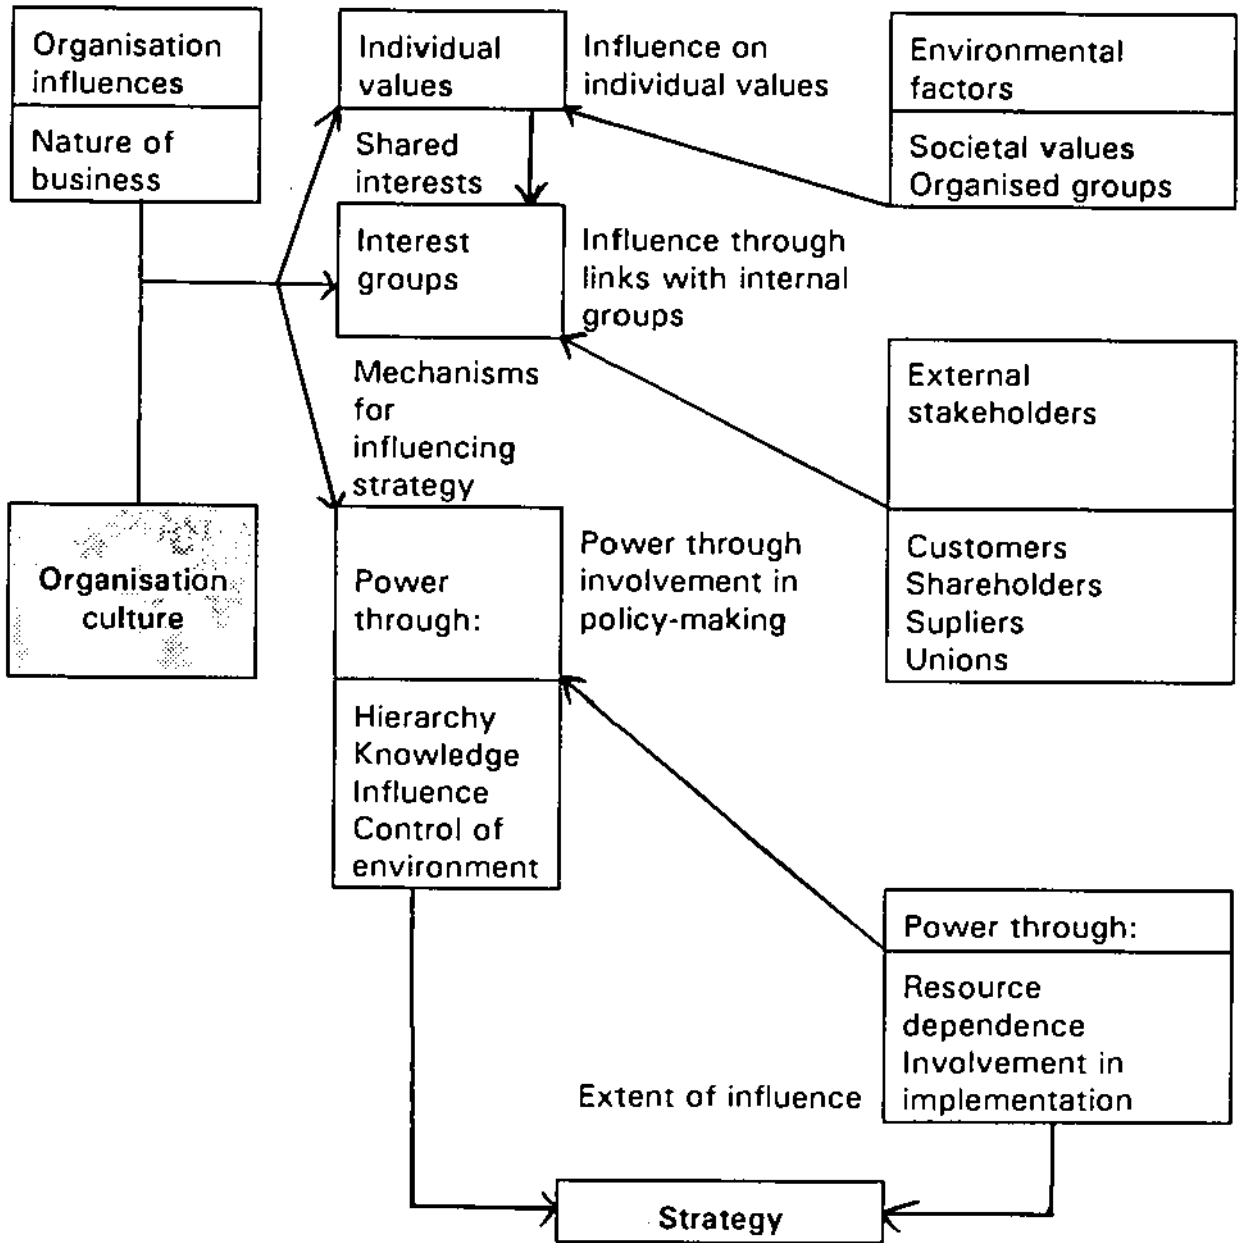 Organisation
influences
Nature of
business
Organisation
culture
Individual
values
Shared
interests
Interest
groups
Mechanisms
for
influencing
strategy
Power
through:
Hierarchy
Knowledge
Influence
Control of
environment
Influence on
individual values
Influence through
links with internal
groups
Power through
involvement in
policy-making
Environmental
factors
Societal values
Organised groups
External
stakeholders
Customers
Shareholders
Supliers
Unions
Power through:
Resource
dependence
Involvement in
implementation
Extent of influence
Strategy